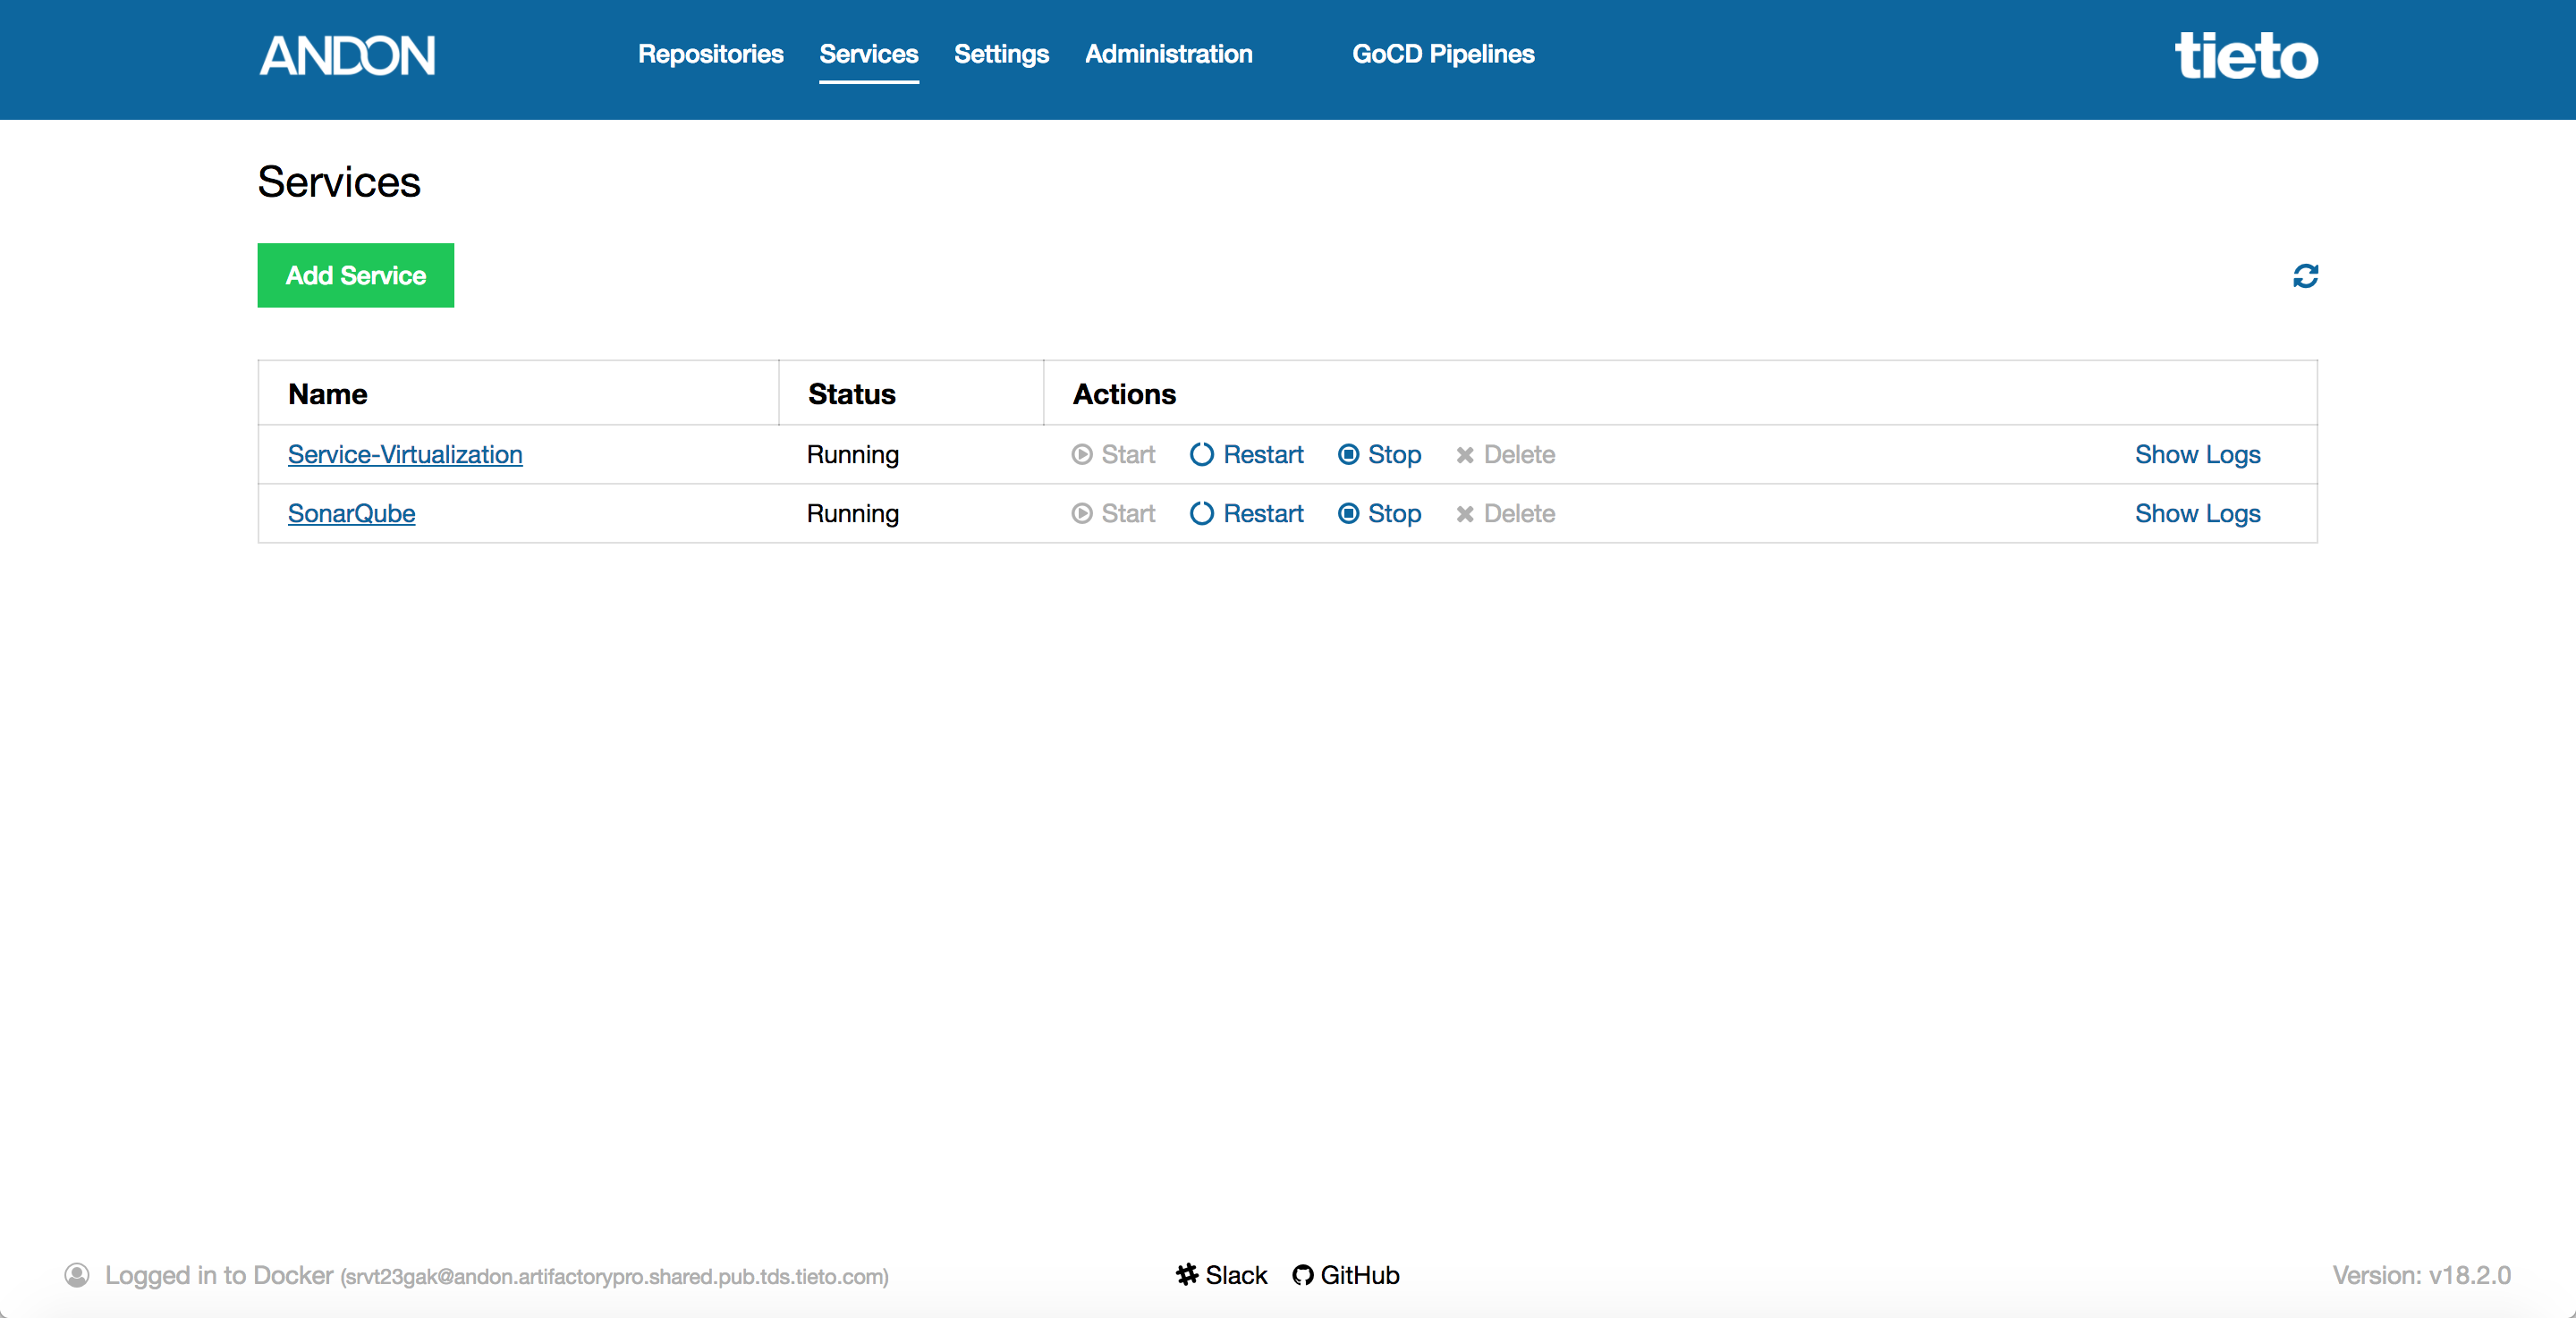 ANDON Repositories Services Settings Administration GoCD Pipelines tieto
Services
Add Service
Name Status Actions
Service-Virtualization Running Start Restart Stop Delete Show Logs
SonarQube Running Start Restart Stop Delete Show Logs
Logged in to Docker (srvt23gak@andon.artifactorypro.shared.pub.tds.tieto.com) Slack GitHub Version: v18.2.0